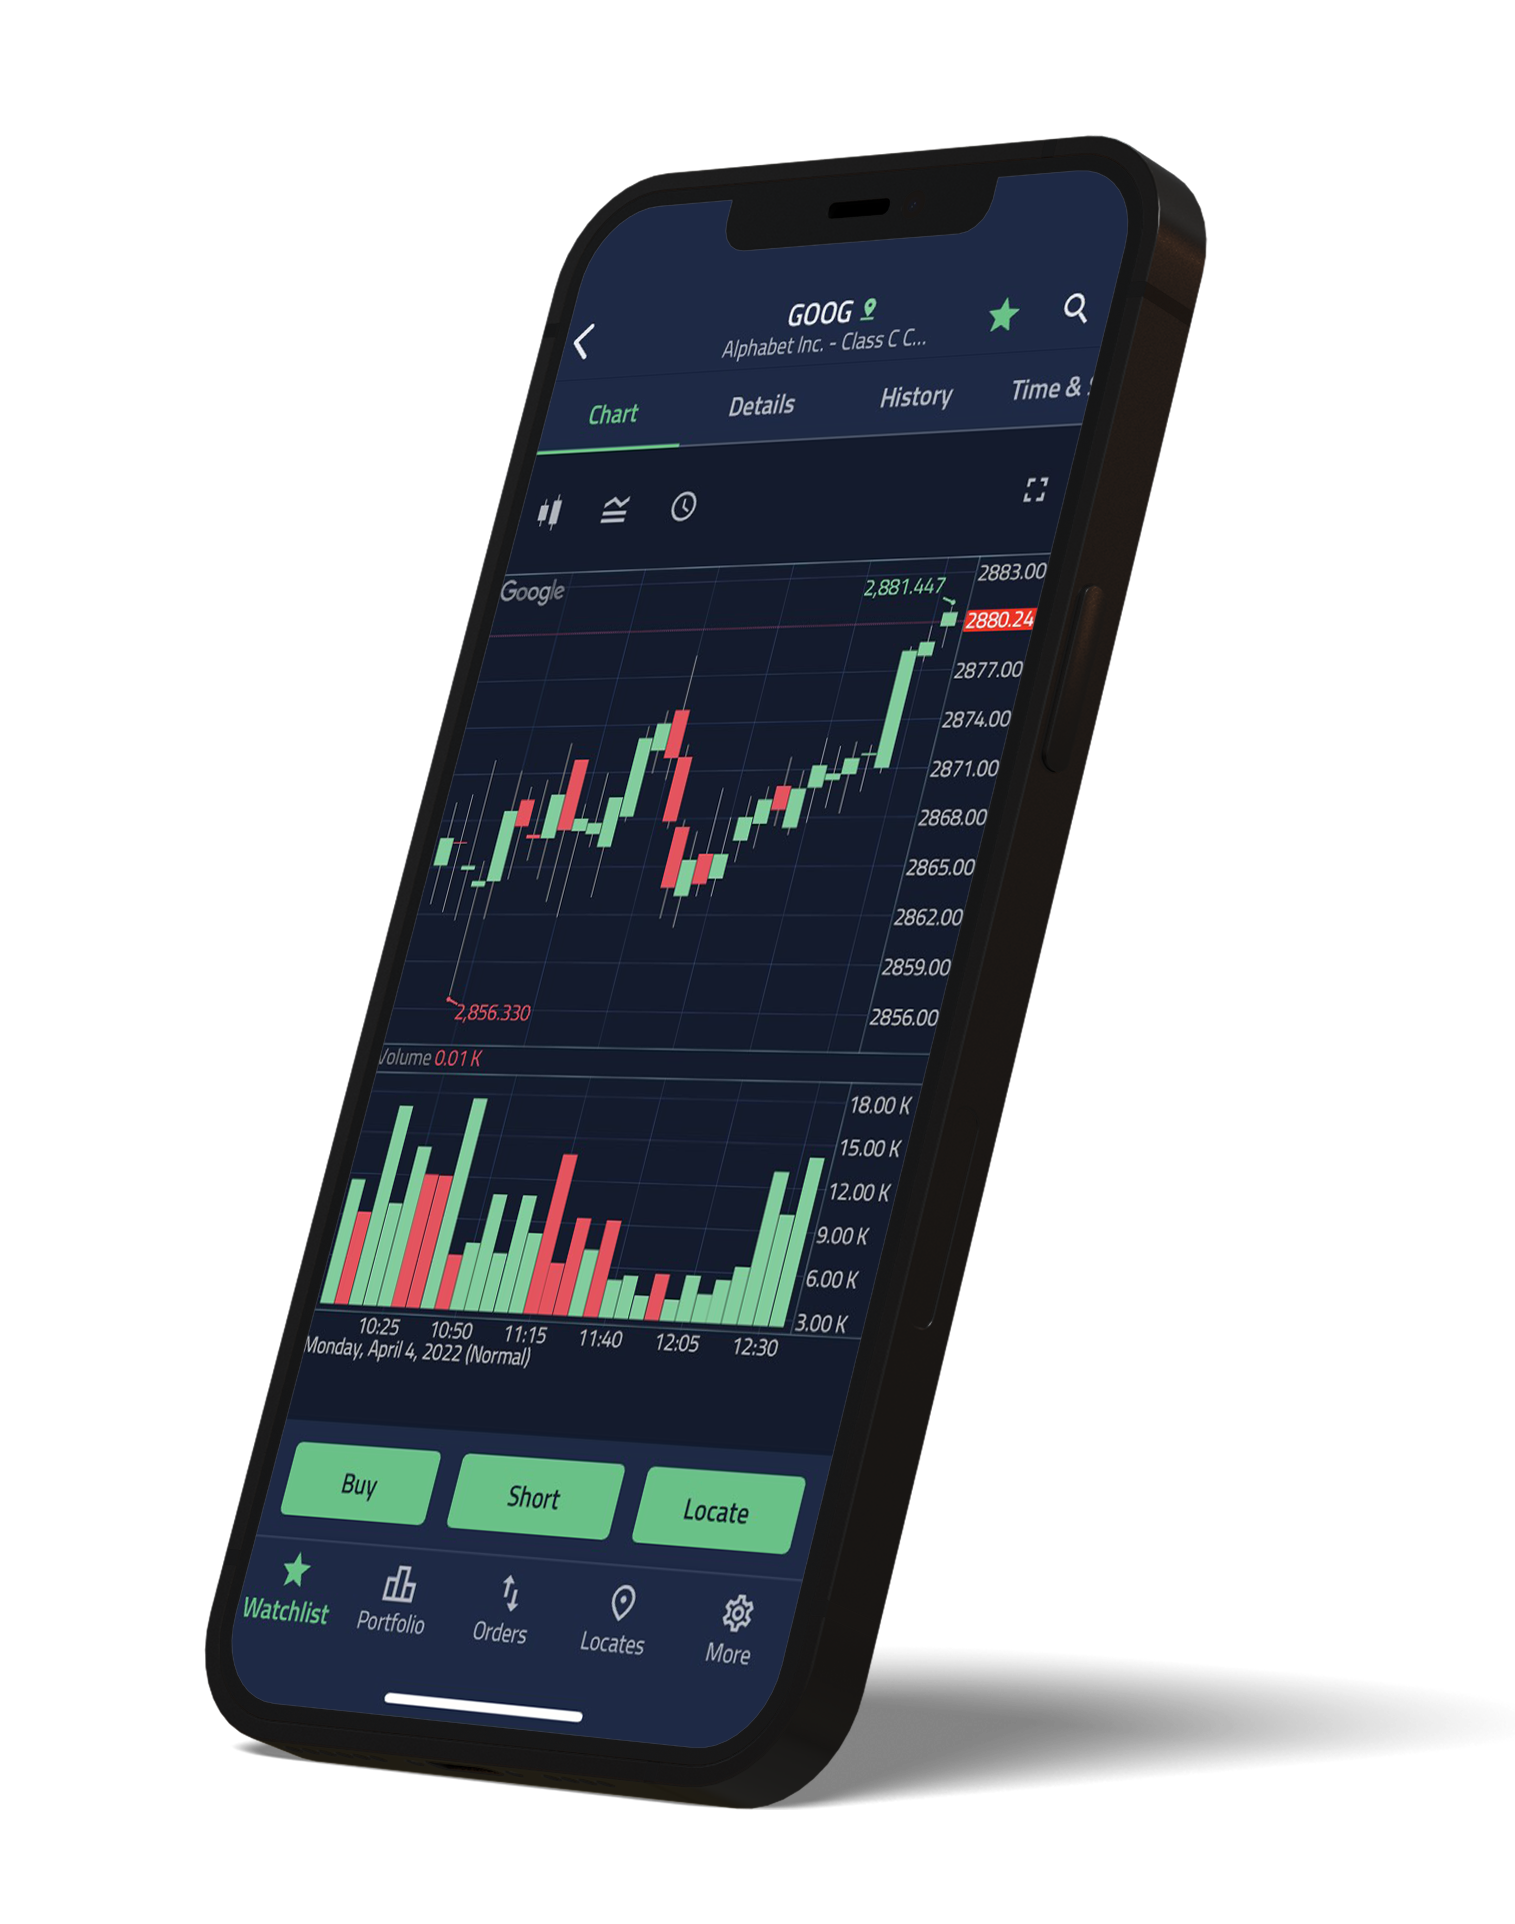 GOOG
Alphabet Inc. - Class C C...
Chart Details History Time & S
Google
2,881.447
2883.00
2880.24
2877.00
2874.00
2871.00
2868.00
2865.00
2862.00
2859.00
2856.00
2,856.330
Volume 0.01 K
18.00 K
15.00 K
12.00 K
9.00 K
6.00 K
3.00 K
10:25 10:50 11:15 11:40 12:05 12:30
Monday, April 4, 2022 (Normal)
Buy Short Locate
Watchlist Portfolio Orders Locates More